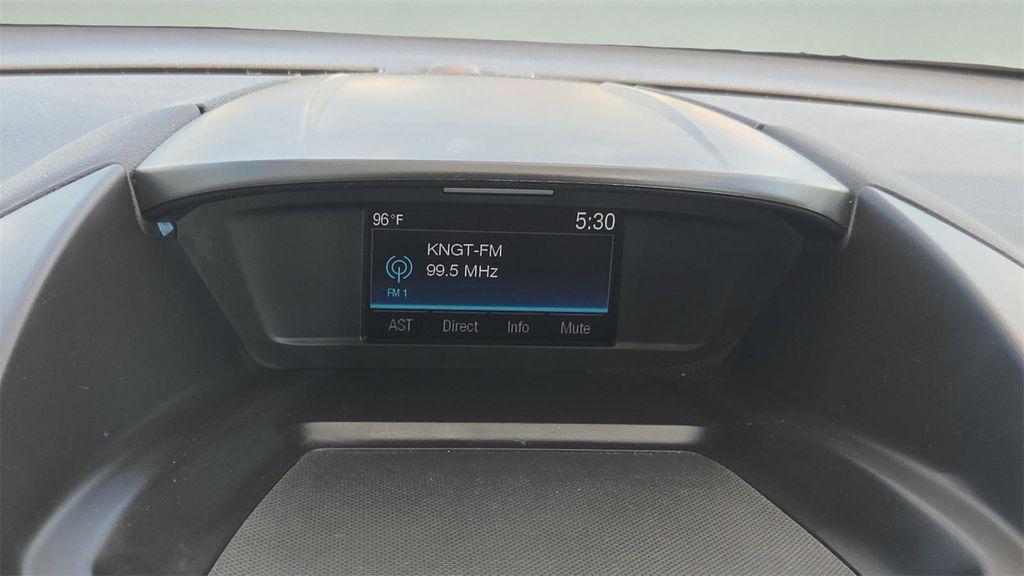 96°F 5:30
KNGT-FM
99.5 MHz
FM 1
AST Direct Info Mute